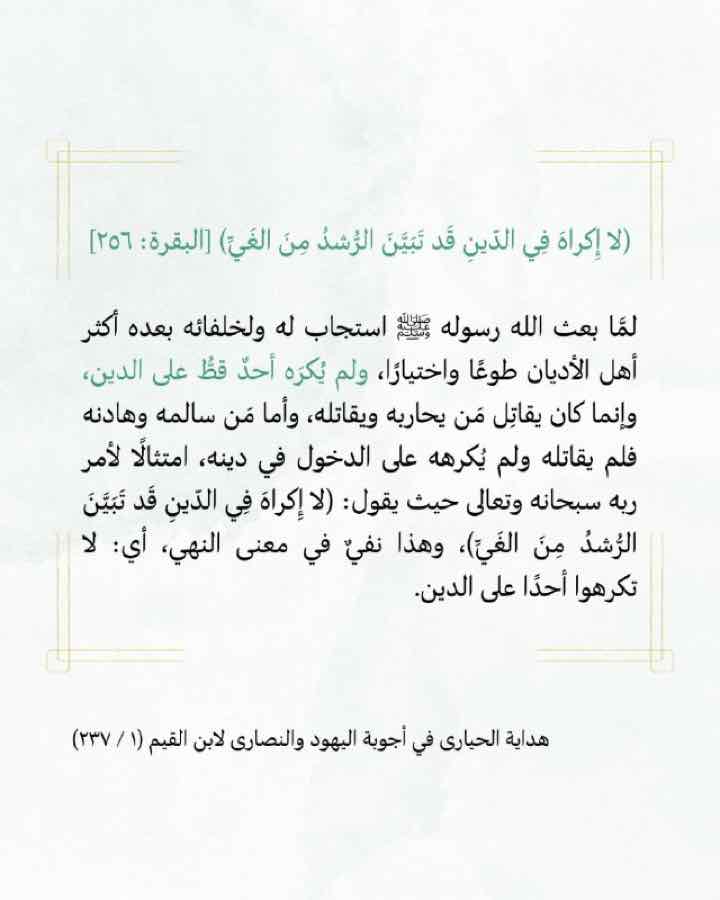 (لا إِكراهَ فِي الدّينِ قَد تَبَيَّنَ الرُّشدُ مِنَ الغَيِّ) [البقرة: ٢٥٦]
لمَّا بعث الله رسوله ﷺ استجاب له ولخلفائه بعده أكثر
أهل الأديان طوعًا واختيارًا، ولم يُكرَه أحدٌ قطُّ على الدين،
وإنما كان يقاتِل مَن يحاربه ويقاتله، وأما مَن سالمه وهادنه
فلم يقاتله ولم يُكرهه على الدخول في دينه، امتثالًا لأمر
ربه سبحانه وتعالى حيث يقول: (لا إِكراهَ فِي الدّينِ قَد تَبَيَّنَ
الرُّشدُ مِنَ الغَيِّ)، وهذا نفيٌ في معنى النهي، أي: لا
تكرهوا أحدًا على الدين.
هداية الحيارى في أجوبة اليهود والنصارى لابن القيم (١ / ٢٣٧)